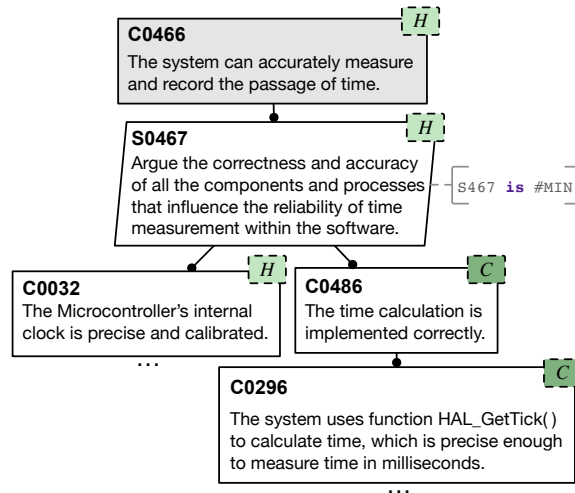 H
C0466
The system can accurately measure
and record the passage of time.
H
S0467
Argue the correctness and accuracy
of all the components and processes
that influence the reliability of time
measurement within the software.
S467 is #MIN
H
C0032
The Microcontroller's internal
clock is precise and calibrated.
...
C
C0486
The time calculation is
implemented correctly.
C
C0296
The system uses function HAL_GetTick()
to calculate time, which is precise enough
to measure time in milliseconds.
...